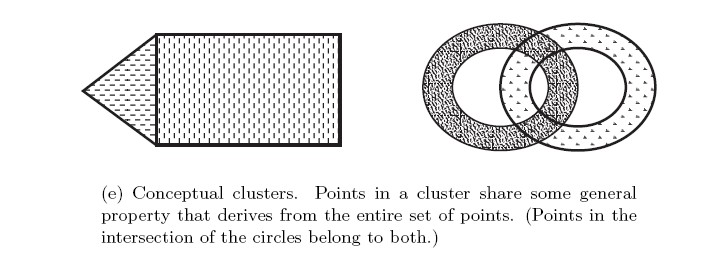 (e) Conceptual clusters. Points in a cluster share some general
property that derives from the entire set of points. (Points in the
intersection of the circles belong to both.)